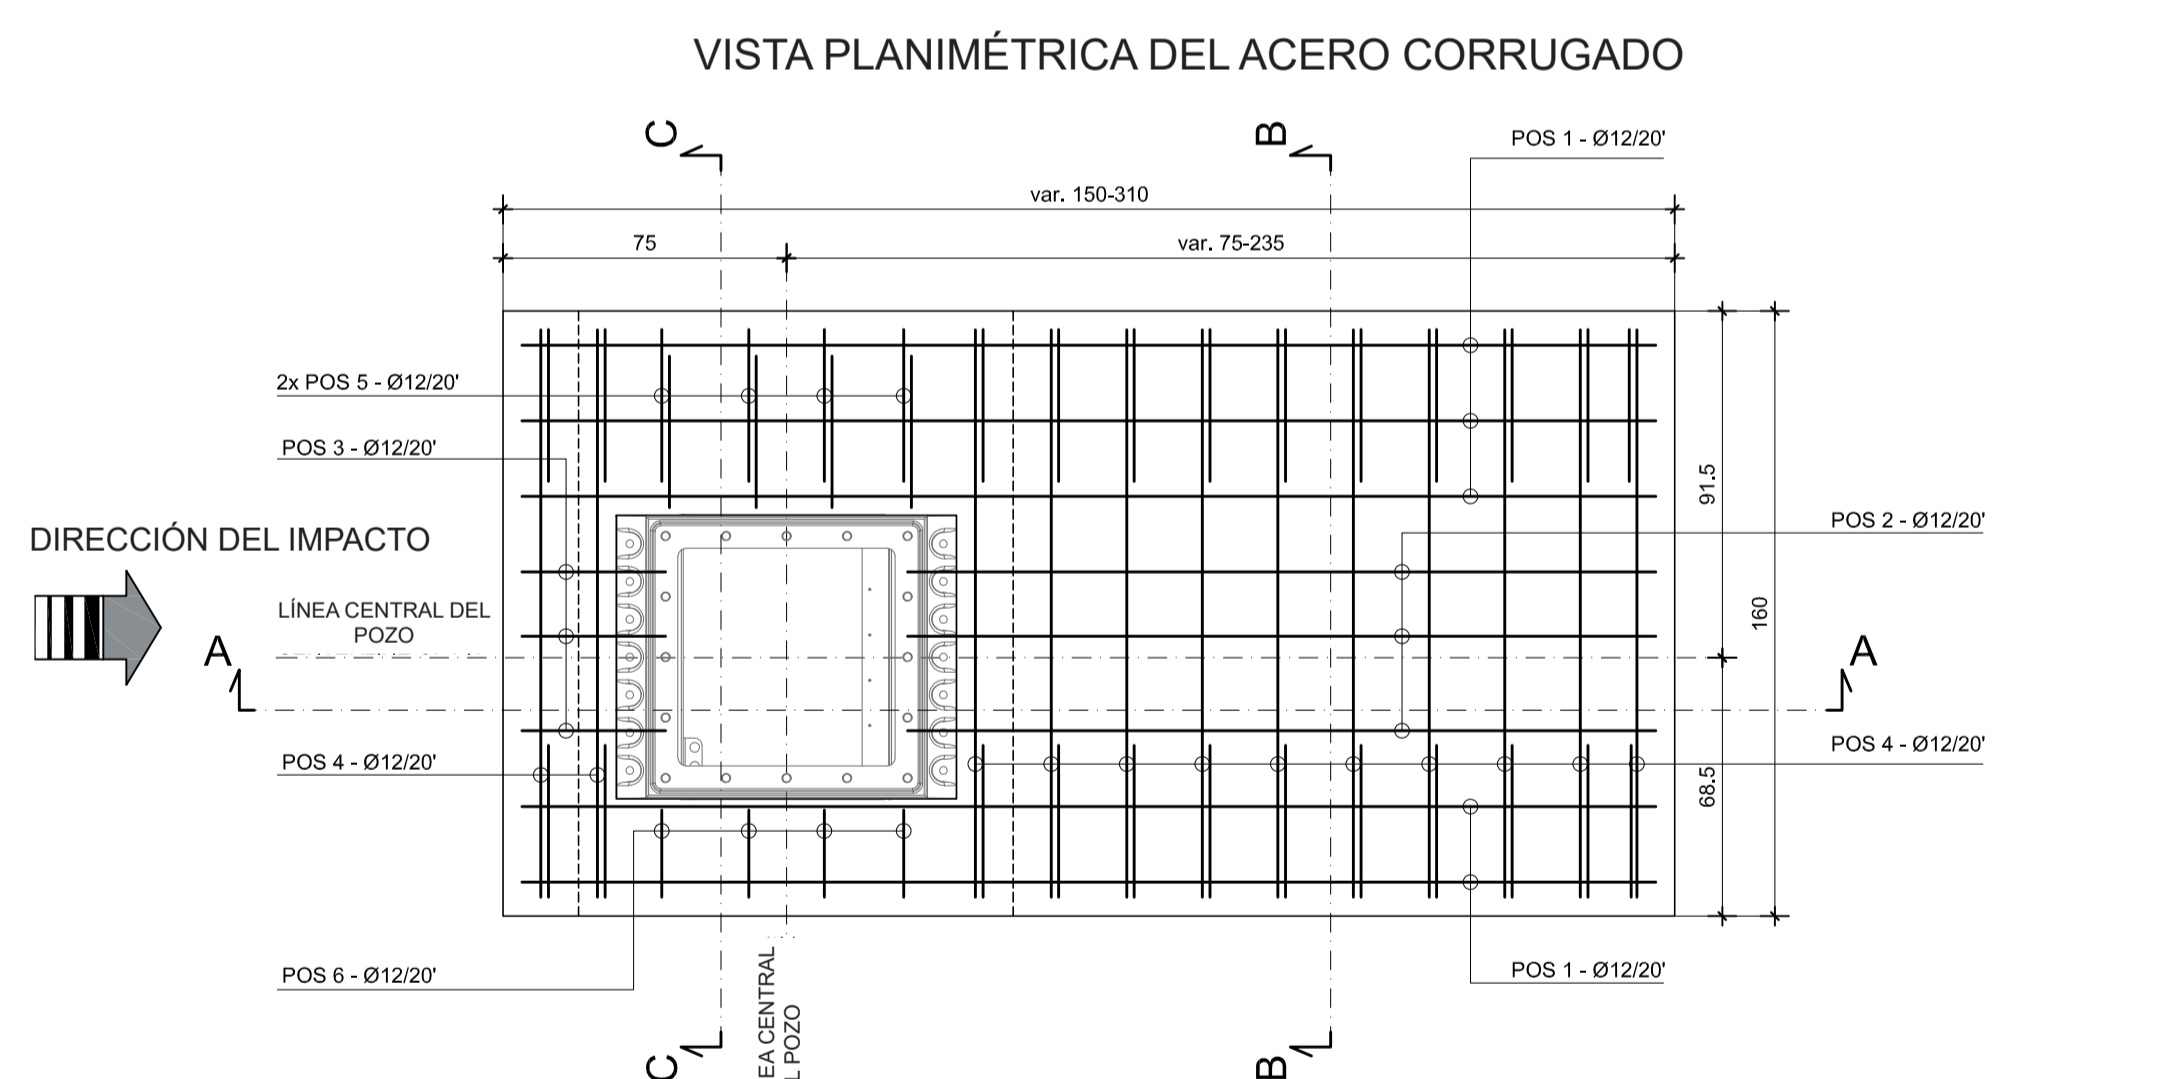 VISTA PLANIMÉTRICA DEL ACERO CORRUGADO
C
B
POS 1 - Ø12/20'
var. 150-310
75
var. 75-235
2x POS 5 - Ø12/20'
POS 3 - Ø12/20'
91.5
POS 2 - Ø12/20'
DIRECCIÓN DEL IMPACTO
LÍNEA CENTRAL DEL
POZO
160
A
A
POS 4 - Ø12/20'
POS 4 - Ø12/20'
68.5
POS 6 - Ø12/20'
POS 1 - Ø12/20'
EA CENTRAL
L POZO
C
B